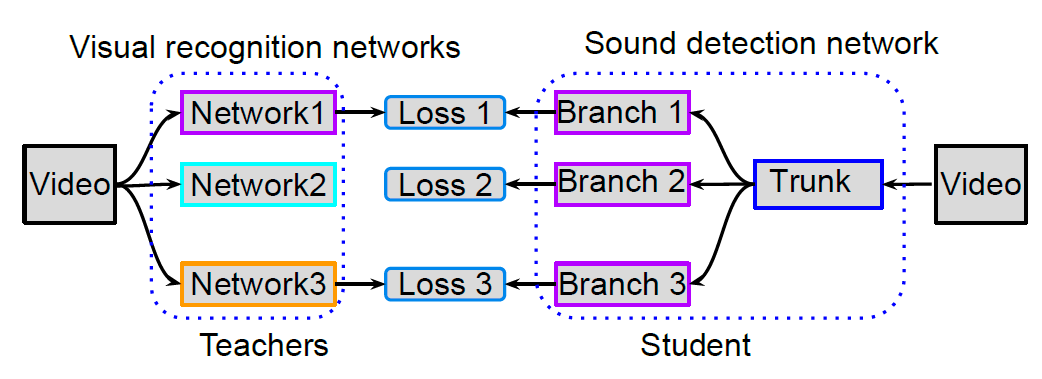 Visual recognition networks
Sound detection network
Network1
Loss 1
Branch 1
Video
Network2
Loss 2
Branch 2
Trunk
Video
Network3
Loss 3
Branch 3
Teachers
Student